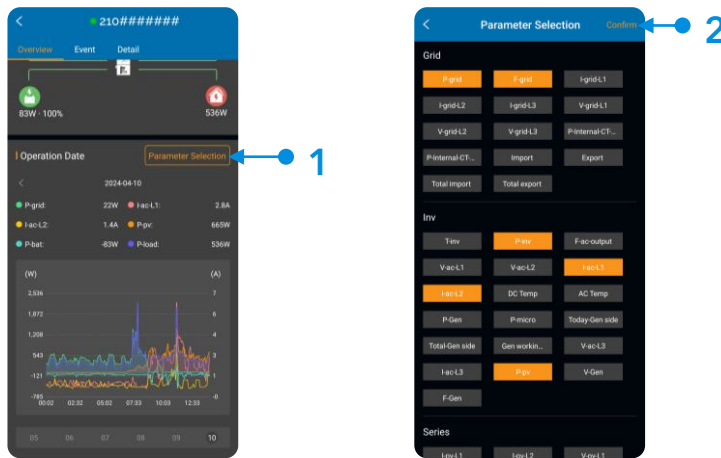 210#######
Overview Event Detail
83W · 100%
536W
Operation Date
Parameter Selection
1
2024-04-10
P-grid: 22W
I-ac-L1: 2.8A
I-ac-L2: 1.4A
P-pv: 665W
P-bat: -83W
P-load: 536W
(W) (A)
2,536 7
1,872 6
1,208 4
543 3
-121 1
-785 -0
00:02 02:32 05:02 07:33 10:03 12:33
05 06 07 08 09 10
Parameter Selection
Confirm
2
Grid
P-grid F-grid I-grid-L1
I-grid-L2 I-grid-L3 V-grid-L1
V-grid-L2 V-grid-L3 P-Internal-CT-...
P-Internal-CT-... Import Export
Total import Total export
Inv
T-inv P-inv F-ac-output
V-ac-L1 V-ac-L2 I-ac-L1
I-ac-L2 DC Temp AC Temp
P-Gen P-micro Today-Gen side
Total-Gen side Gen workin... V-ac-L3
I-ac-L3 P-pv V-Gen
F-Gen
Series
I-pv-L1 I-pv-L2 V-pv-L1